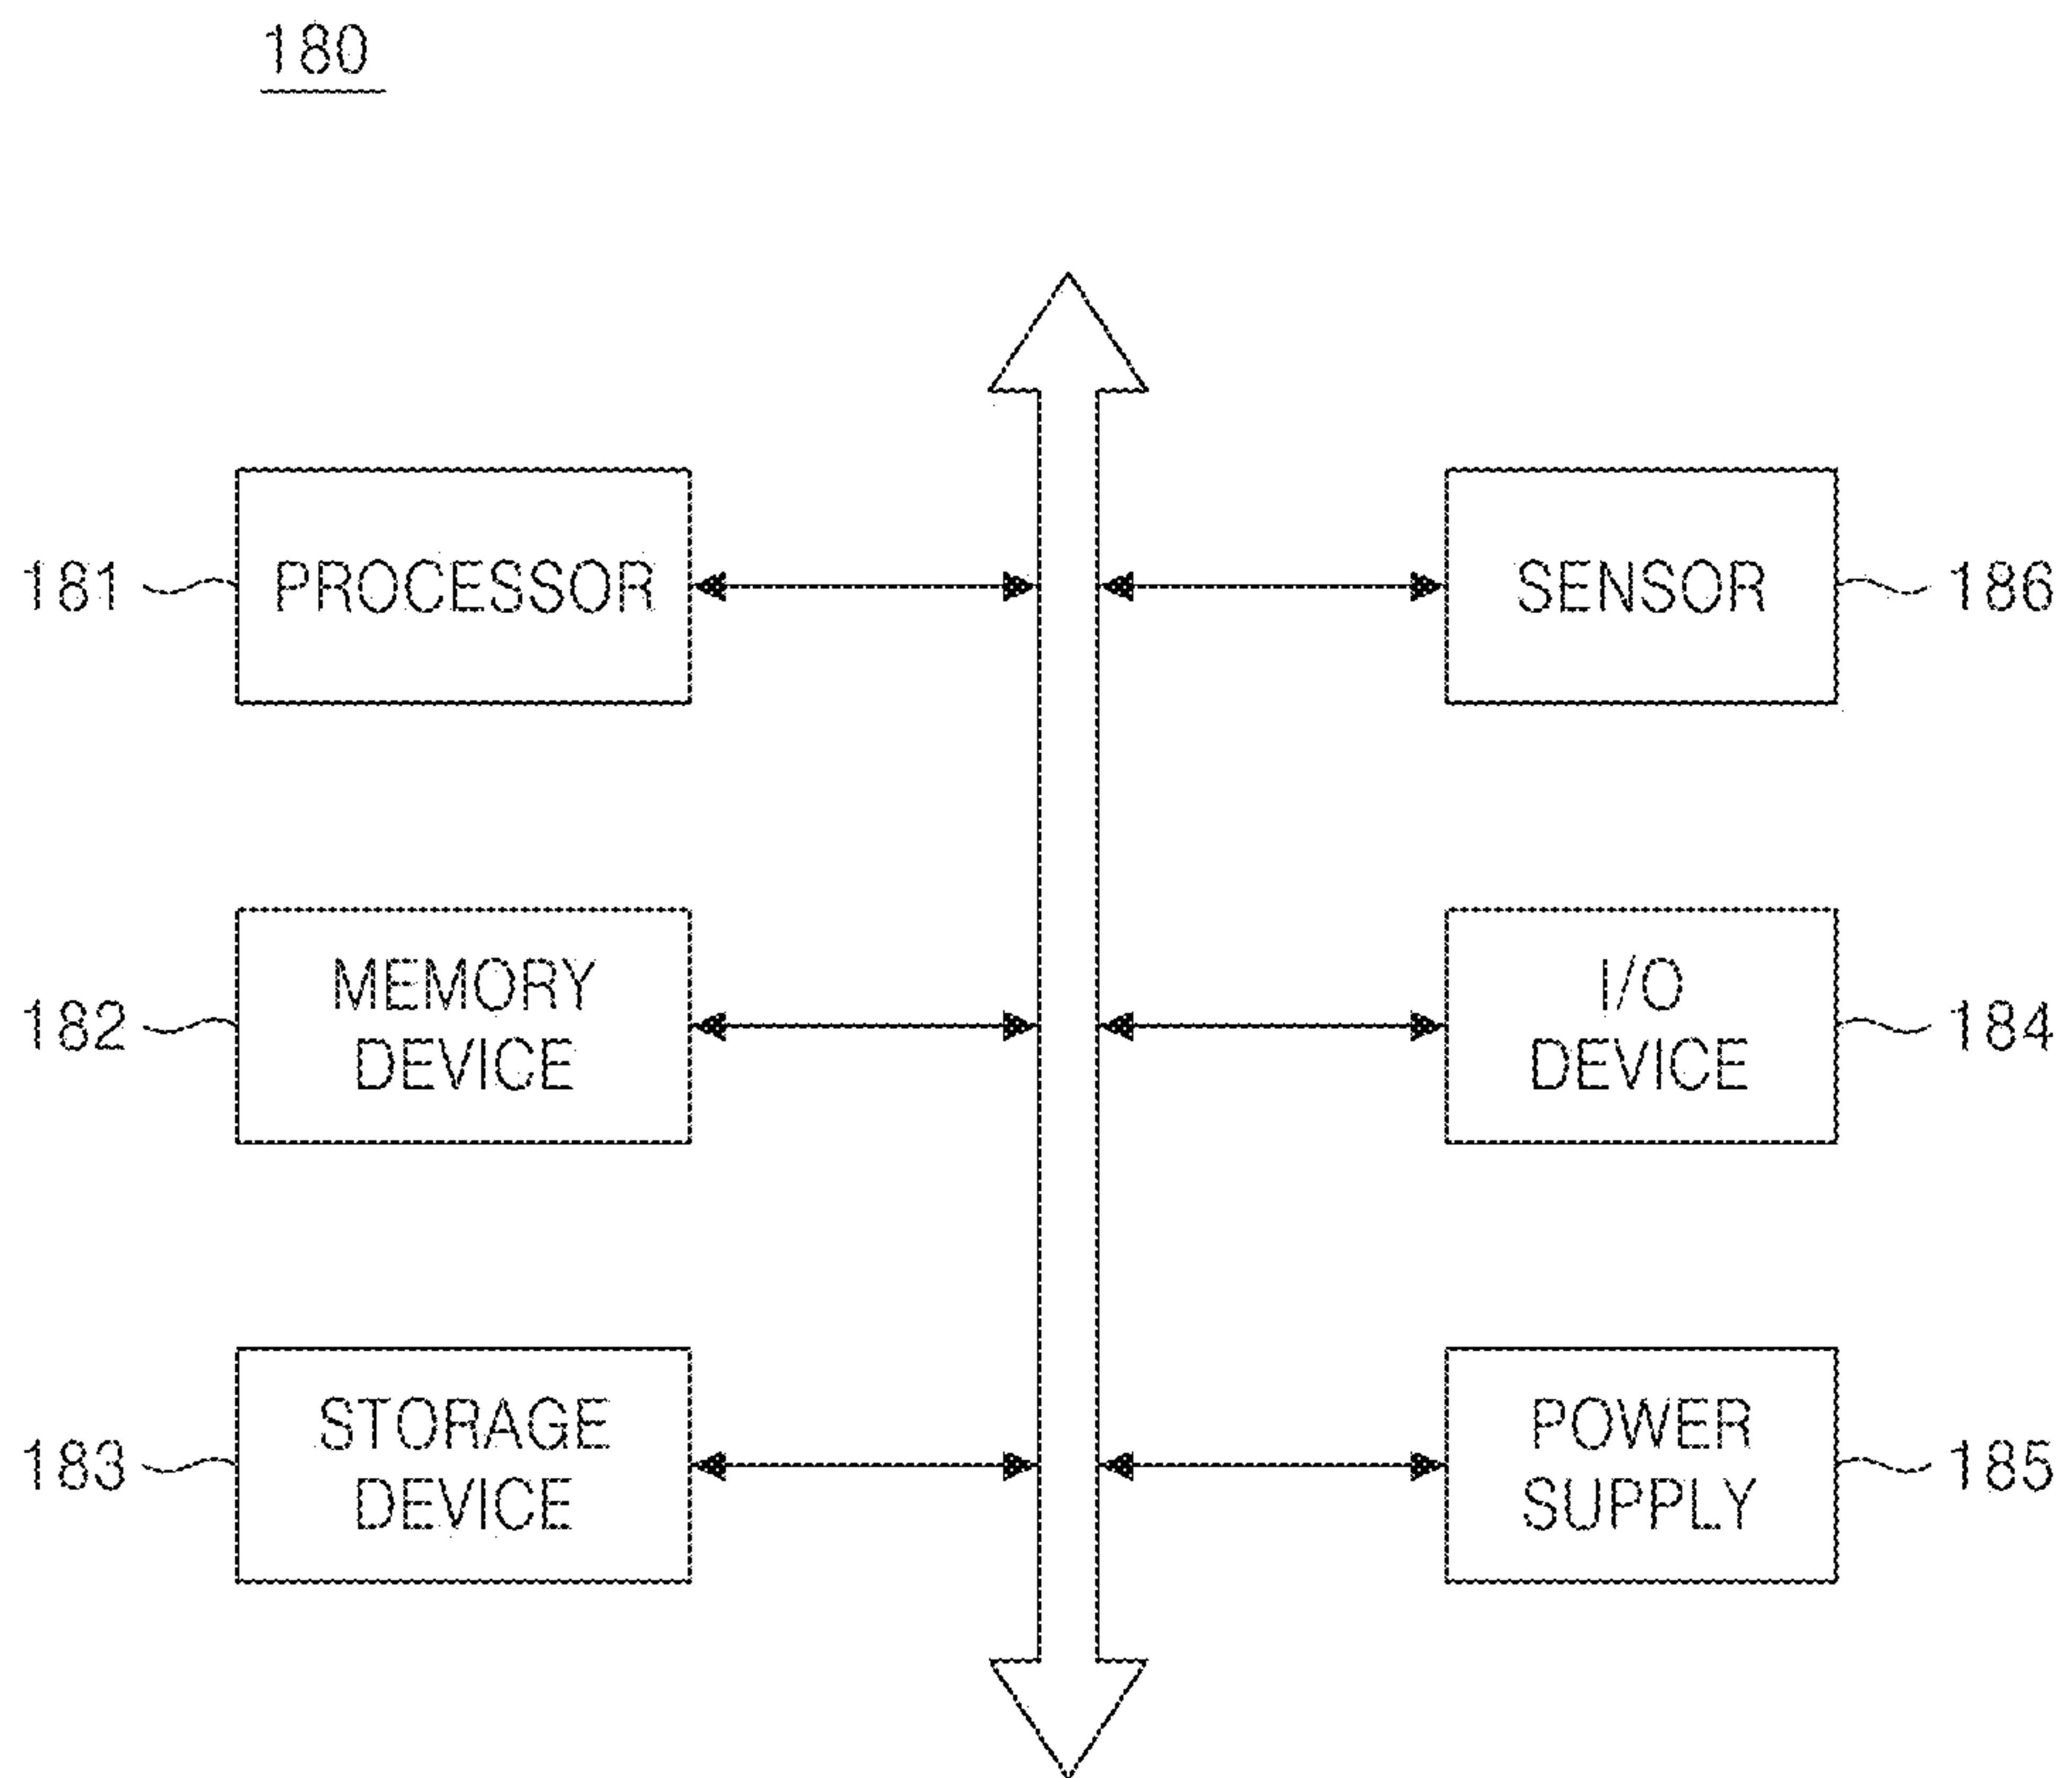 180
181
PROCESSOR
SENSOR
186
182
MEMORY
DEVICE
I/O
DEVICE
184
183
STORAGE
DEVICE
POWER
SUPPLY
185